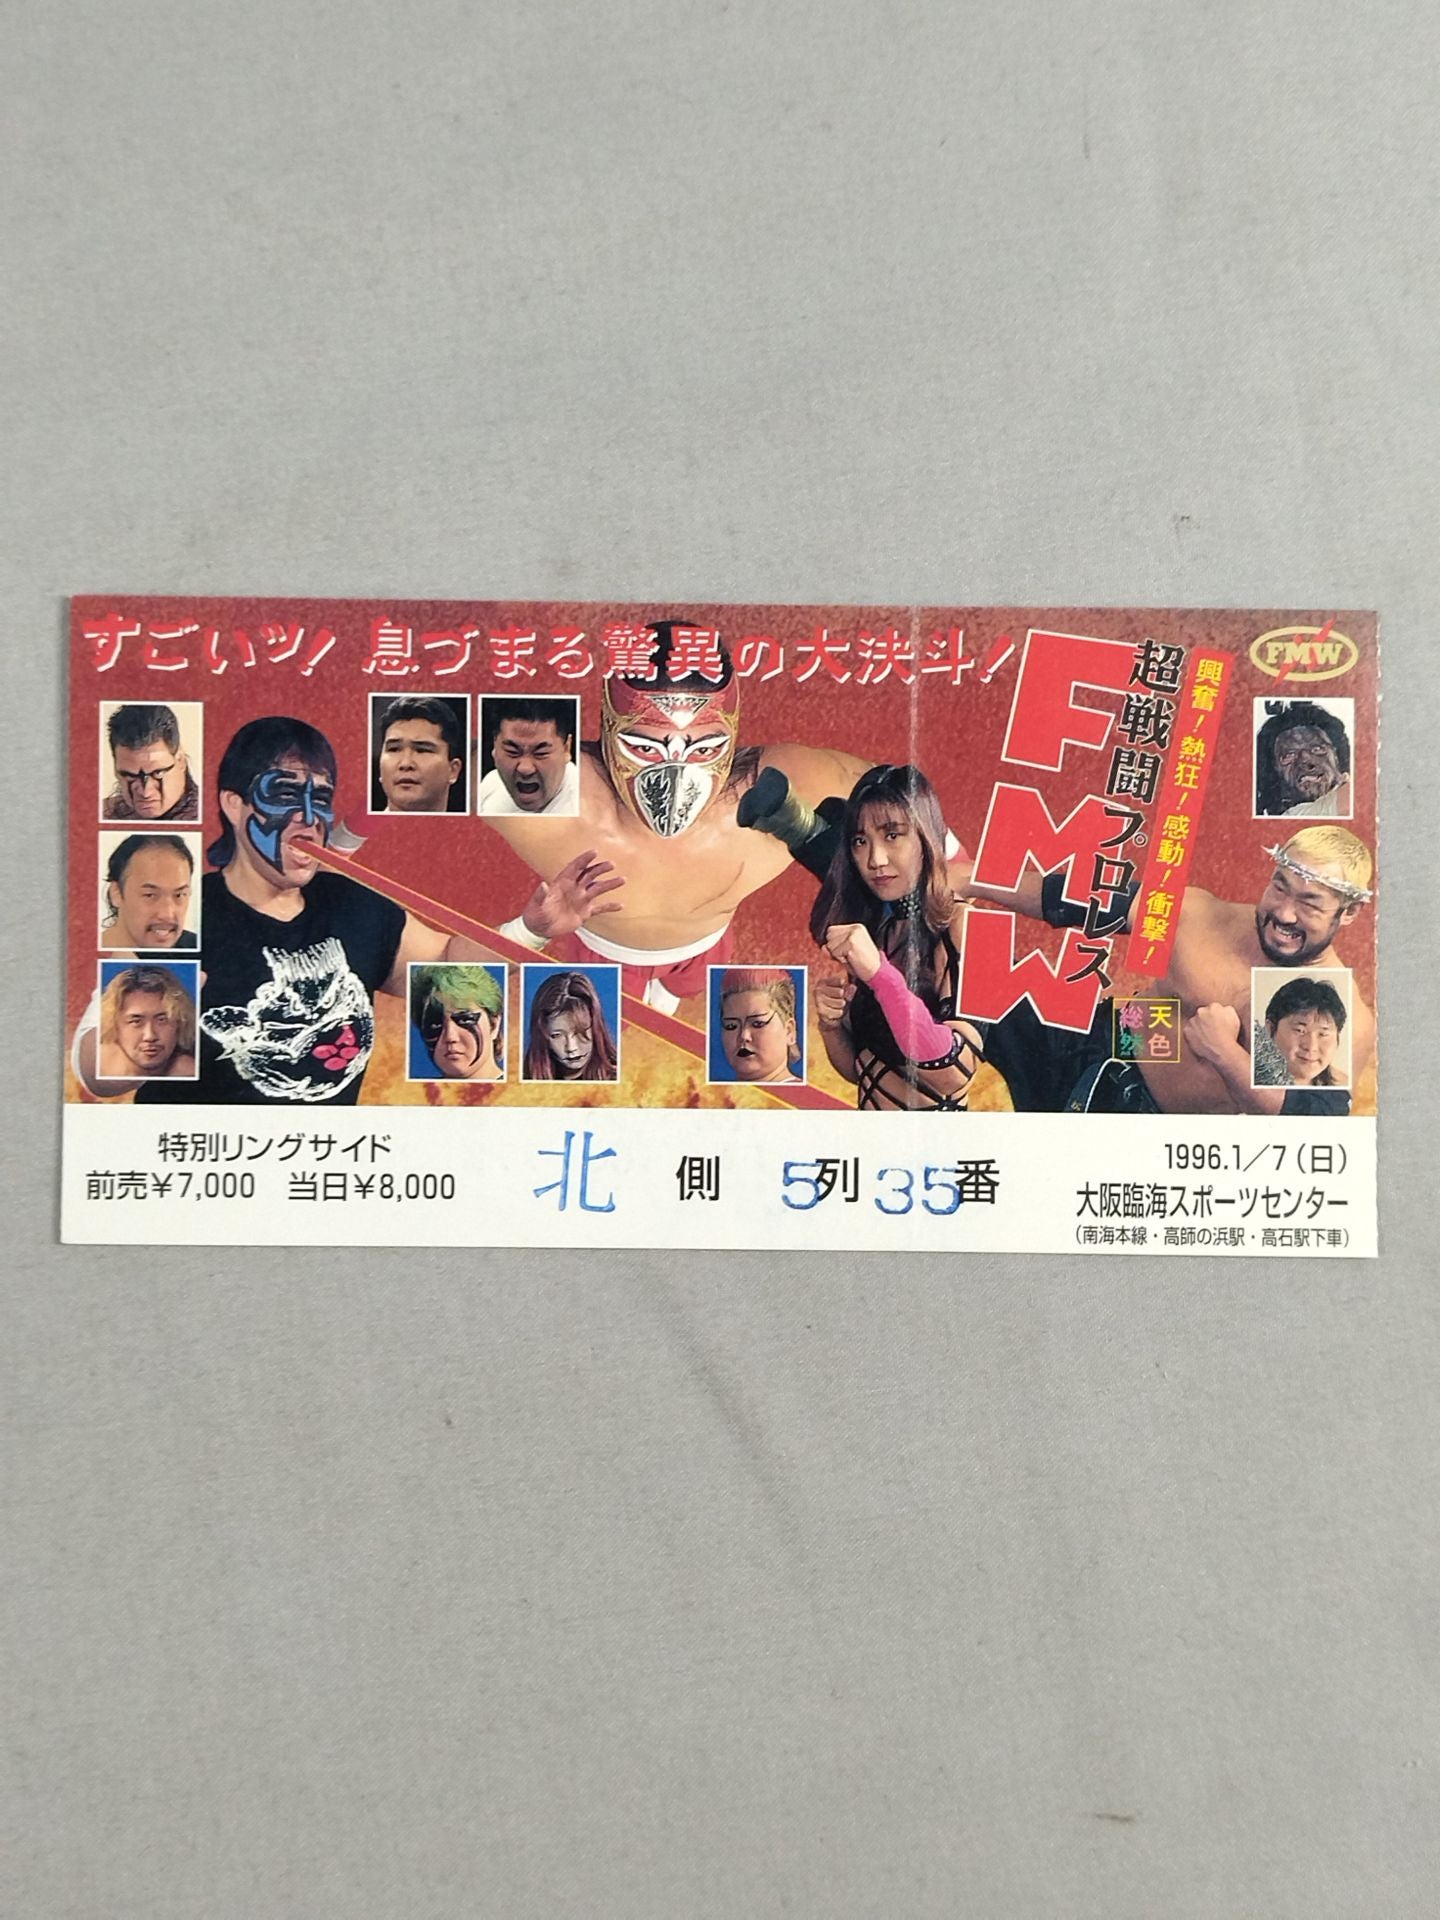 すごいッ！息づまる驚異の大決斗！
FMW
超戦闘プロレス
興奮！熱狂！感動！衝撃！
FMW
総天然色
特別リングサイド
前売￥7,000 当日￥8,000
北側 5列 35番
1996.1／7（日）
大阪臨海スポーツセンター
（南海本線・高師の浜駅・高石駅下車）